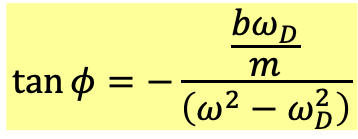 tan ϕ = − (bω_D / m) / (ω² − ω_D²)